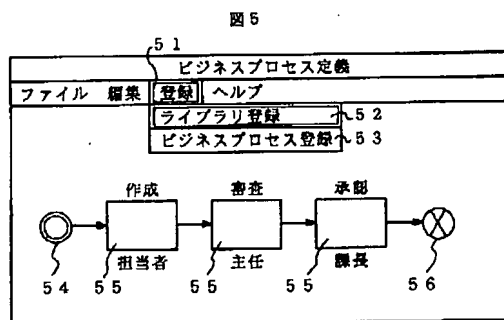 図5
51
ビジネスプロセス定義
ファイル 編集 登録 ヘルプ
ライブラリ登録 52
ビジネスプロセス登録 53
作成 審査 承認
担当者 主任 課長
54 55 55 55 56